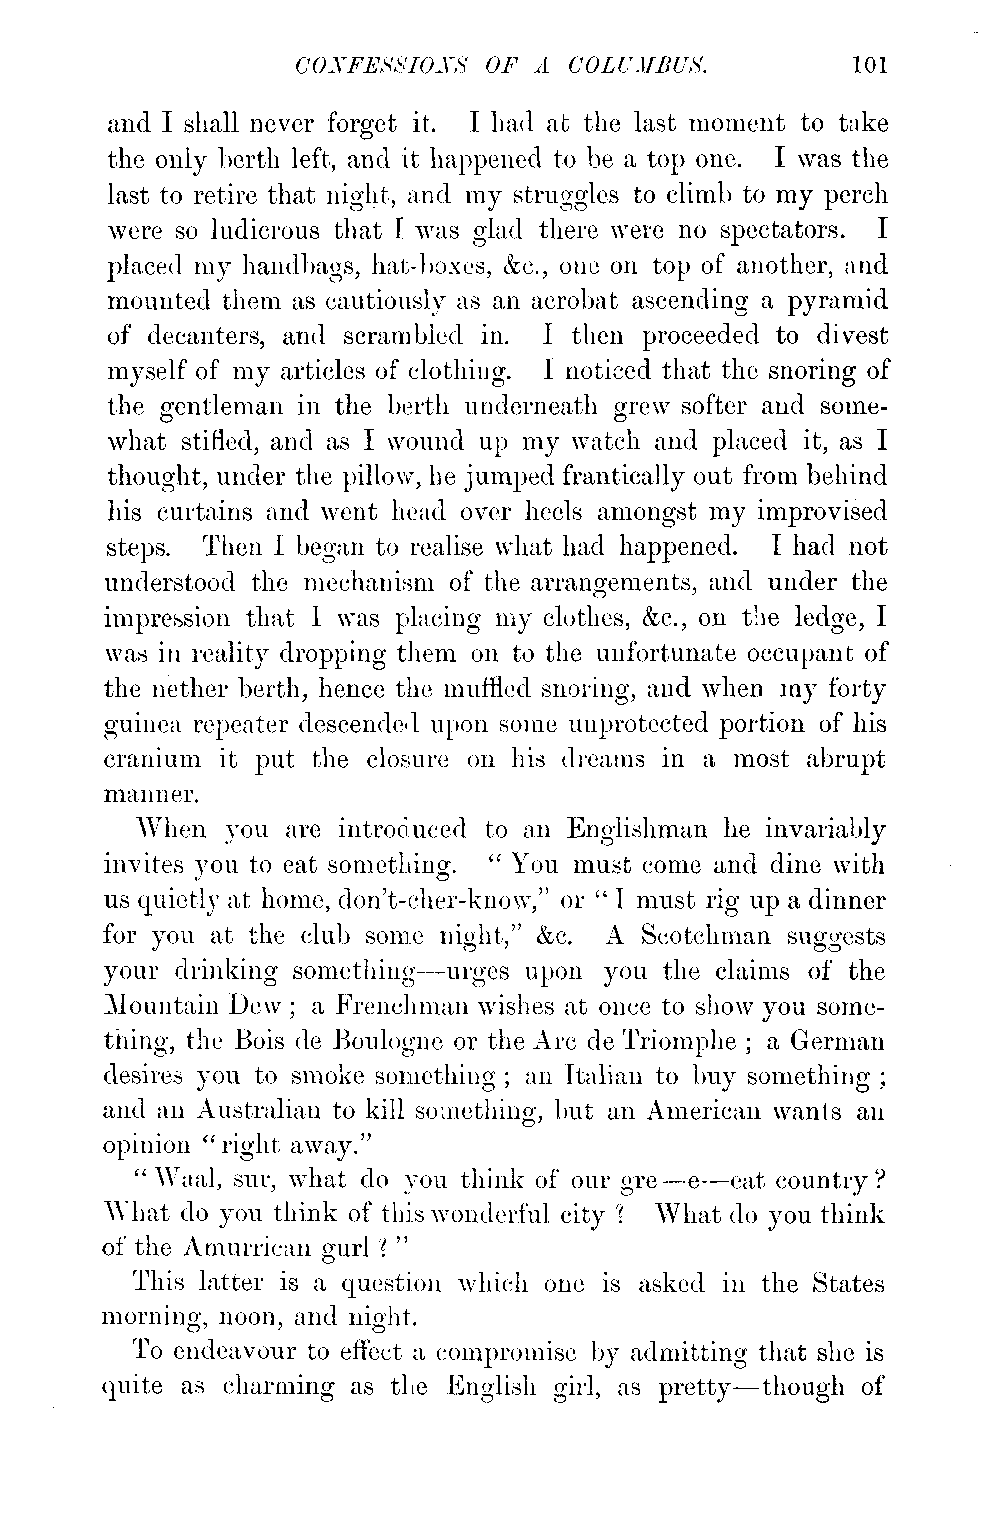 CONFESSIONS OF A COLUMBUS. 101
and I shall never forget it. I had at the last moment to take
the only berth left, and it happened to be a top one. I was the
last to retire that night, and my struggles to climb to my perch
were so ludicrous that I was glad there were no spectators. I
placed my handbags, hat-boxes, &c., one on top of another, and
mounted them as cautiously as an acrobat ascending a pyramid
of decanters, and scrambled in. I then proceeded to divest
myself of my articles of clothing. I noticed that the snoring of
the gentleman in the berth underneath grew softer and some-
what stifled, and as I wound up my watch and placed it, as I
thought, under the pillow, he jumped frantically out from behind
his curtains and went head over heels amongst my improvised
steps. Then I began to realise what had happened. I had not
understood the mechanism of the arrangements, and under the
impression that I was placing my clothes, &c., on the ledge, I
was in reality dropping them on to the unfortunate occupant of
the nether berth, hence the muffled snoring, and when my forty
guinea repeater descended upon some unprotected portion of his
cranium it put the closure on his dreams in a most abrupt
manner.
When you are introduced to an Englishman he invariably
invites you to eat something. “ You must come and dine with
us quietly at home, don't-cher-know,” or “ I must rig up a dinner
for you at the club some night,” &c. A Scotchman suggests
your drinking something—urges upon you the claims of the
Mountain Dew ; a Frenchman wishes at once to show you some-
thing, the Bois de Boulogne or the Arc de Triomphe ; a German
desires you to smoke something ; an Italian to buy something ;
and an Australian to kill something, but an American wants an
opinion “ right away.”
“ Waal, sur, what do you think of our gre—e—eat country ?
What do you think of this wonderful city ? What do you think
of the Amurrican gurl ? ”
This latter is a question which one is asked in the States
morning, noon, and night.
To endeavour to effect a compromise by admitting that she is
quite as charming as the English girl, as pretty—though of